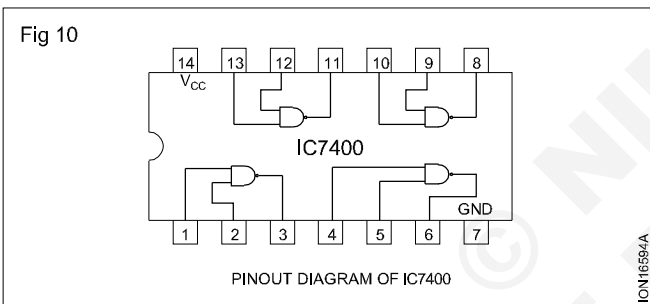 Fig 10
14 13 12 11 10 9 8
VCC
IC7400
GND
1 2 3 4 5 6 7
PINOUT DIAGRAM OF IC7400
ION16594A
©